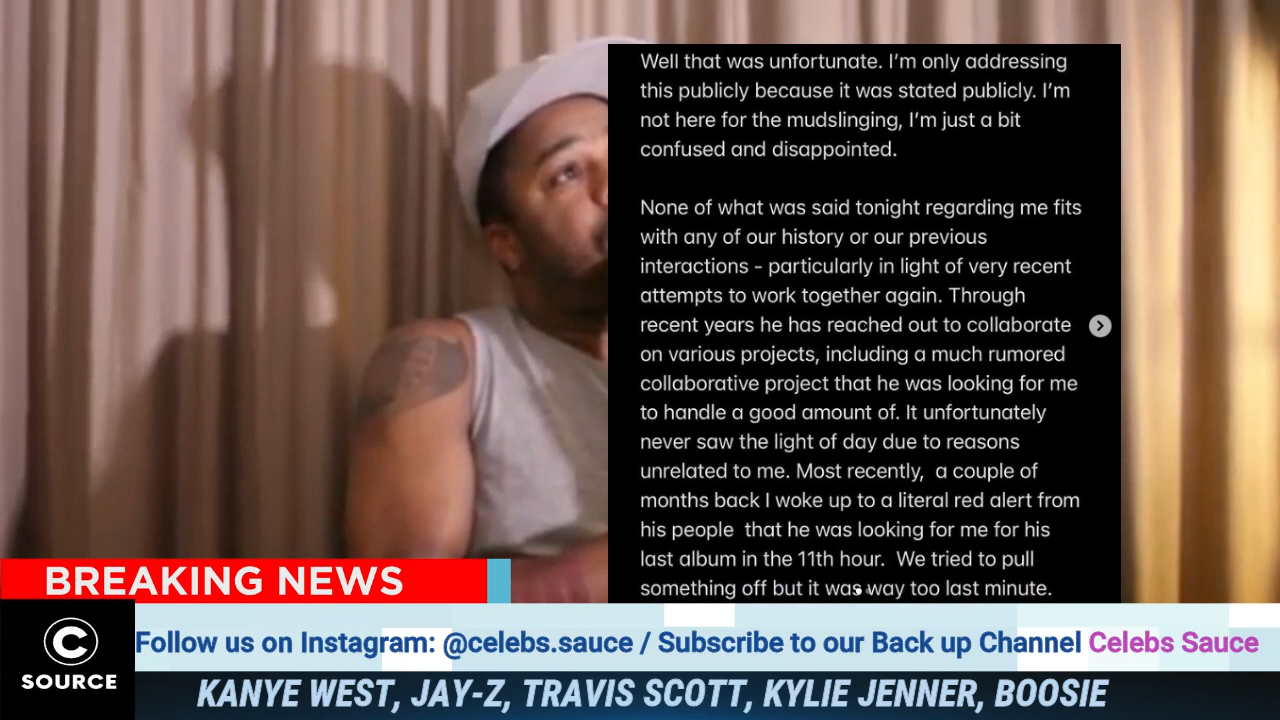 Well that was unfortunate. I'm only addressing
this publicly because it was stated publicly. I'm
not here for the mudslinging, I'm just a bit
confused and disappointed.
None of what was said tonight regarding me fits
with any of our history or our previous
interactions - particularly in light of very recent
attempts to work together again. Through
recent years he has reached out to collaborate
on various projects, including a much rumored
collaborative project that he was looking for me
to handle a good amount of. It unfortunately
never saw the light of day due to reasons
unrelated to me. Most recently,  a couple of
months back I woke up to a literal red alert from
his people  that he was looking for me for his
last album in the 11th hour.  We tried to pull
something off but it was way too last minute.
BREAKING NEWS
C
SOURCE
Follow us on Instagram: @celebs.sauce / Subscribe to our Back up Channel Celebs Sauce
KANYE WEST, JAY-Z, TRAVIS SCOTT, KYLIE JENNER, BOOSIE